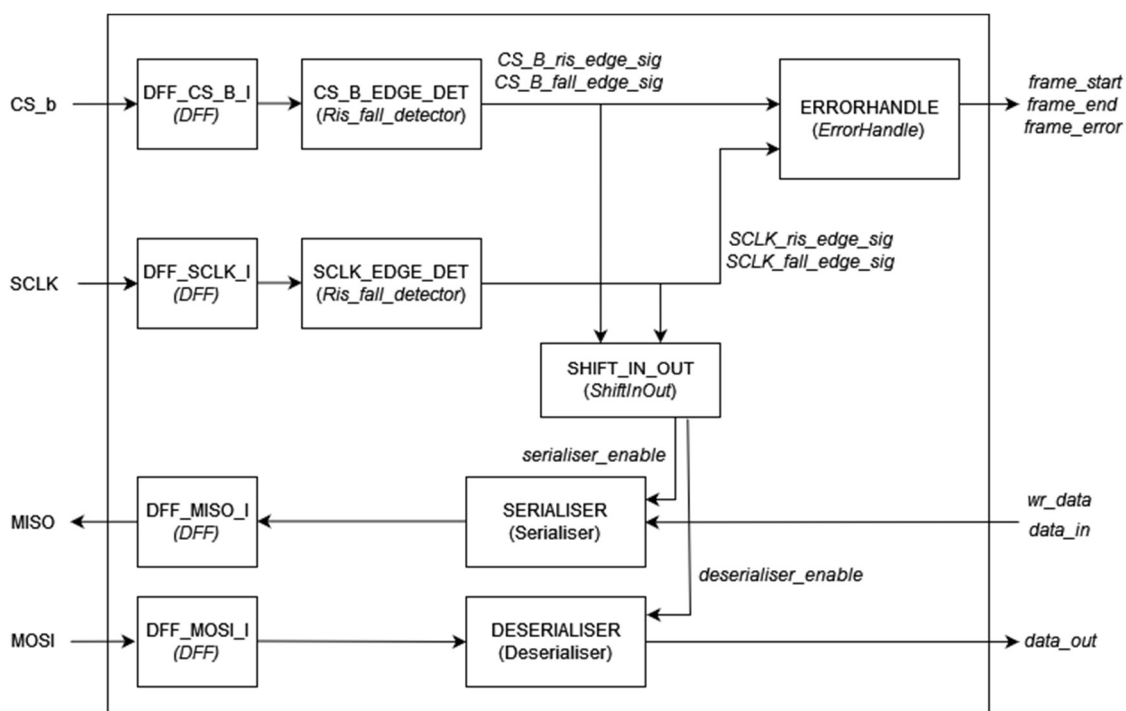 CS_b
DFF_CS_B_I
(DFF)
CS_B_EDGE_DET
(Ris_fall_detector)
CS_B_ris_edge_sig
CS_B_fall_edge_sig
ERRORHANDLE
(ErrorHandle)
frame_start
frame_end
frame_error
SCLK
DFF_SCLK_I
(DFF)
SCLK_EDGE_DET
(Ris_fall_detector)
SCLK_ris_edge_sig
SCLK_fall_edge_sig
SHIFT_IN_OUT
(ShiftInOut)
serialiser_enable
MISO
DFF_MISO_I
(DFF)
SERIALISER
(Serialiser)
wr_data
data_in
deserialiser_enable
MOSI
DFF_MOSI_I
(DFF)
DESERIALISER
(Deserialiser)
data_out